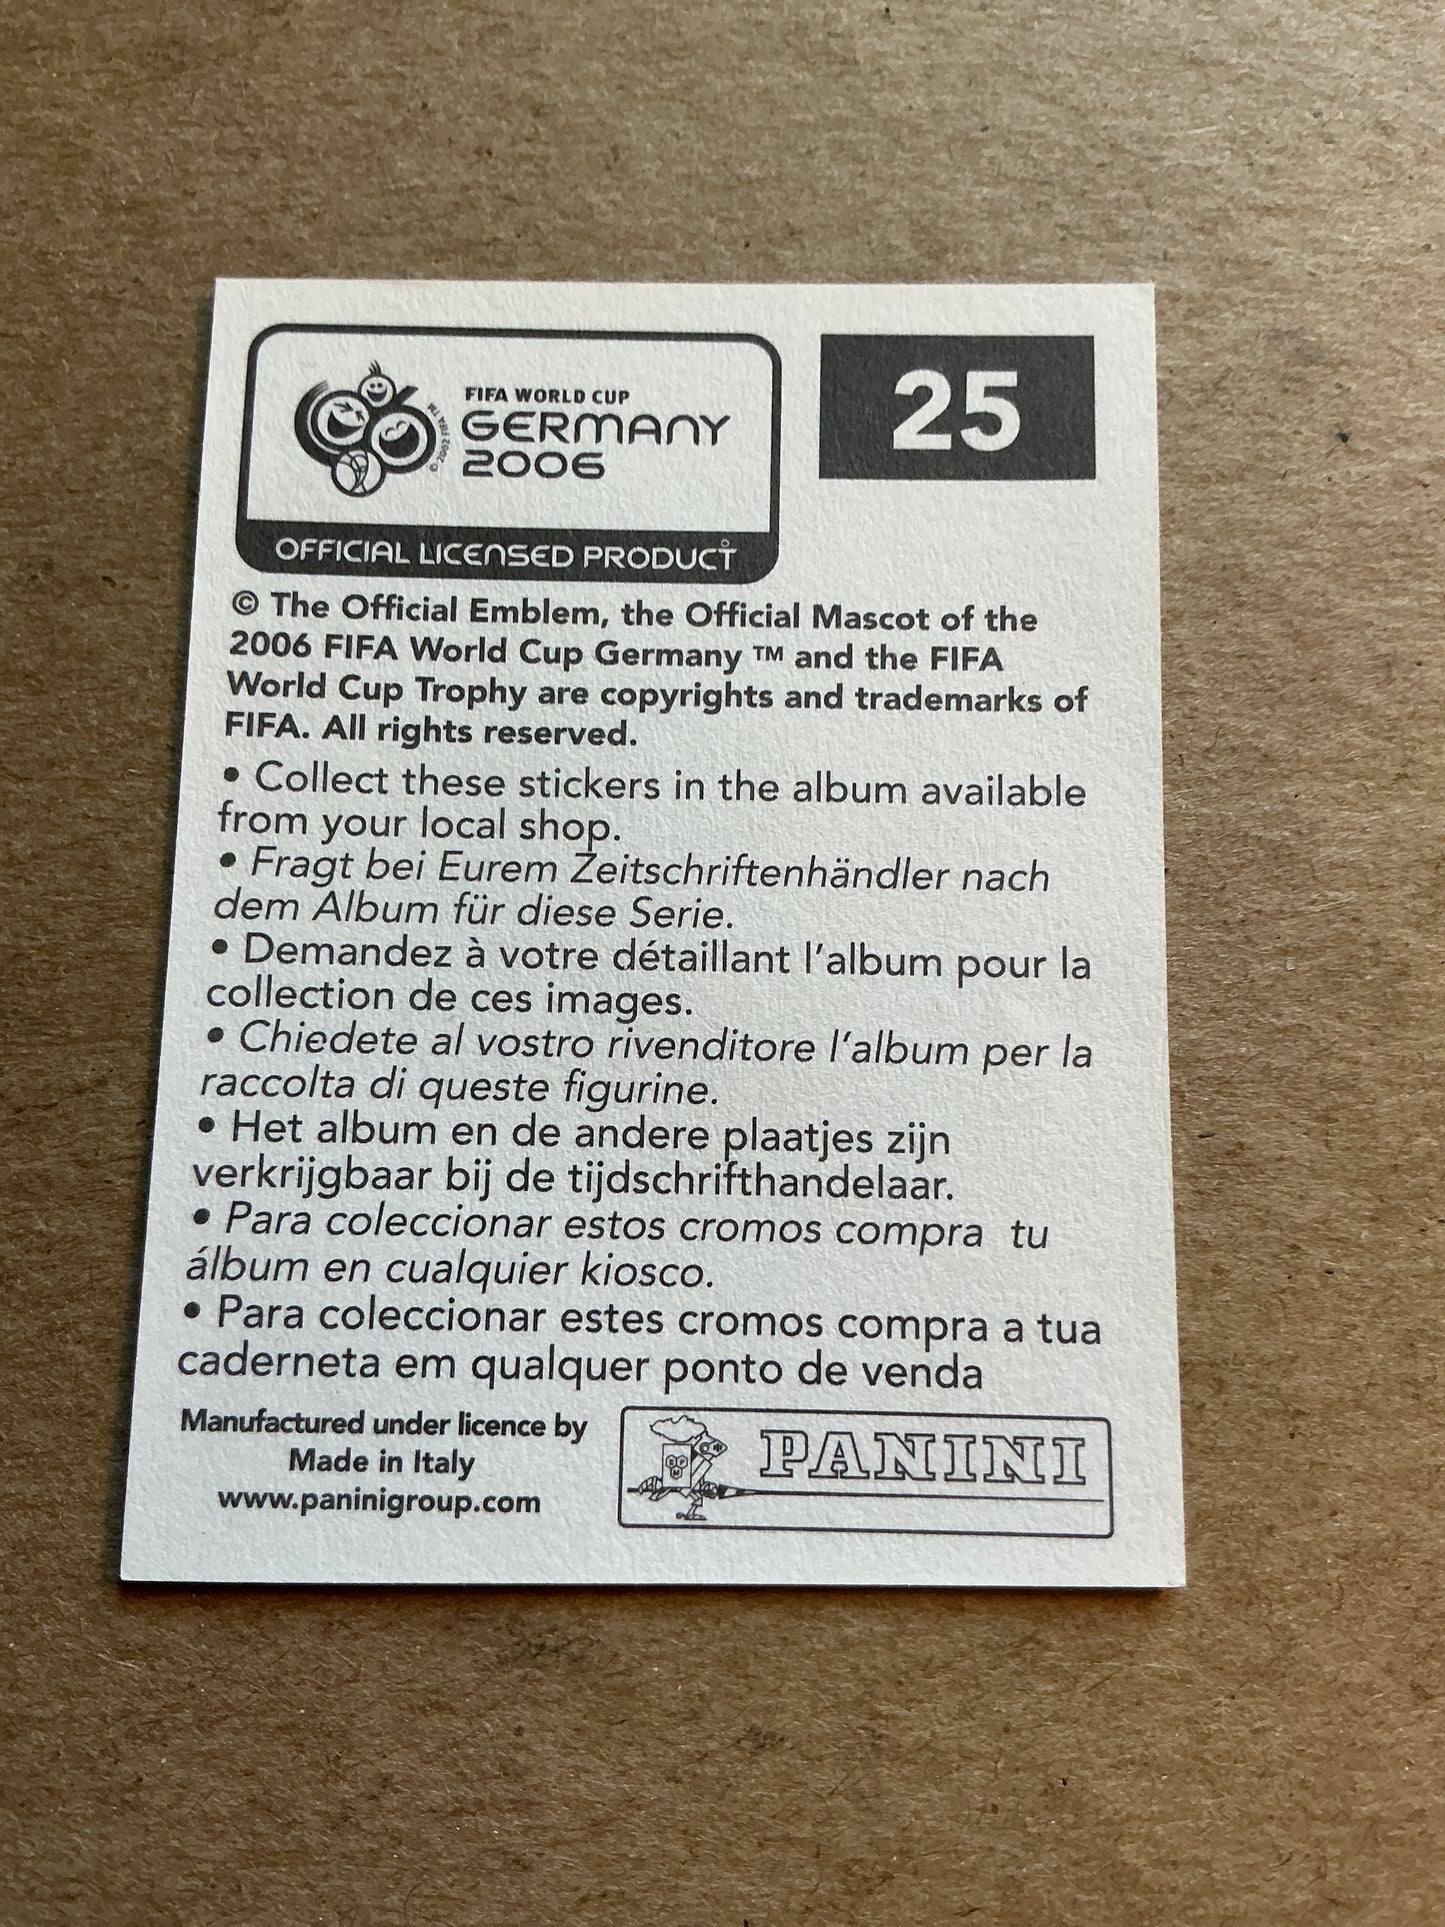 FIFA WORLD CUP
GERMANY
2006
© 2002 FIFA TM
OFFICIAL LICENSED PRODUCT
25
© The Official Emblem, the Official Mascot of the
2006 FIFA World Cup Germany ™ and the FIFA
World Cup Trophy are copyrights and trademarks of
FIFA. All rights reserved.
• Collect these stickers in the album available
from your local shop.
• Fragt bei Eurem Zeitschriftenhändler nach
dem Album für diese Serie.
• Demandez à votre détaillant l'album pour la
collection de ces images.
• Chiedete al vostro rivenditore l'album per la
raccolta di queste figurine.
• Het album en de andere plaatjes zijn
verkrijgbaar bij de tijdschrifthandelaar.
• Para coleccionar estos cromos compra tu
álbum en cualquier kiosco.
• Para coleccionar estes cromos compra a tua
caderneta em qualquer ponto de venda
Manufactured under licence by
Made in Italy
www.paninigroup.com
PANINI